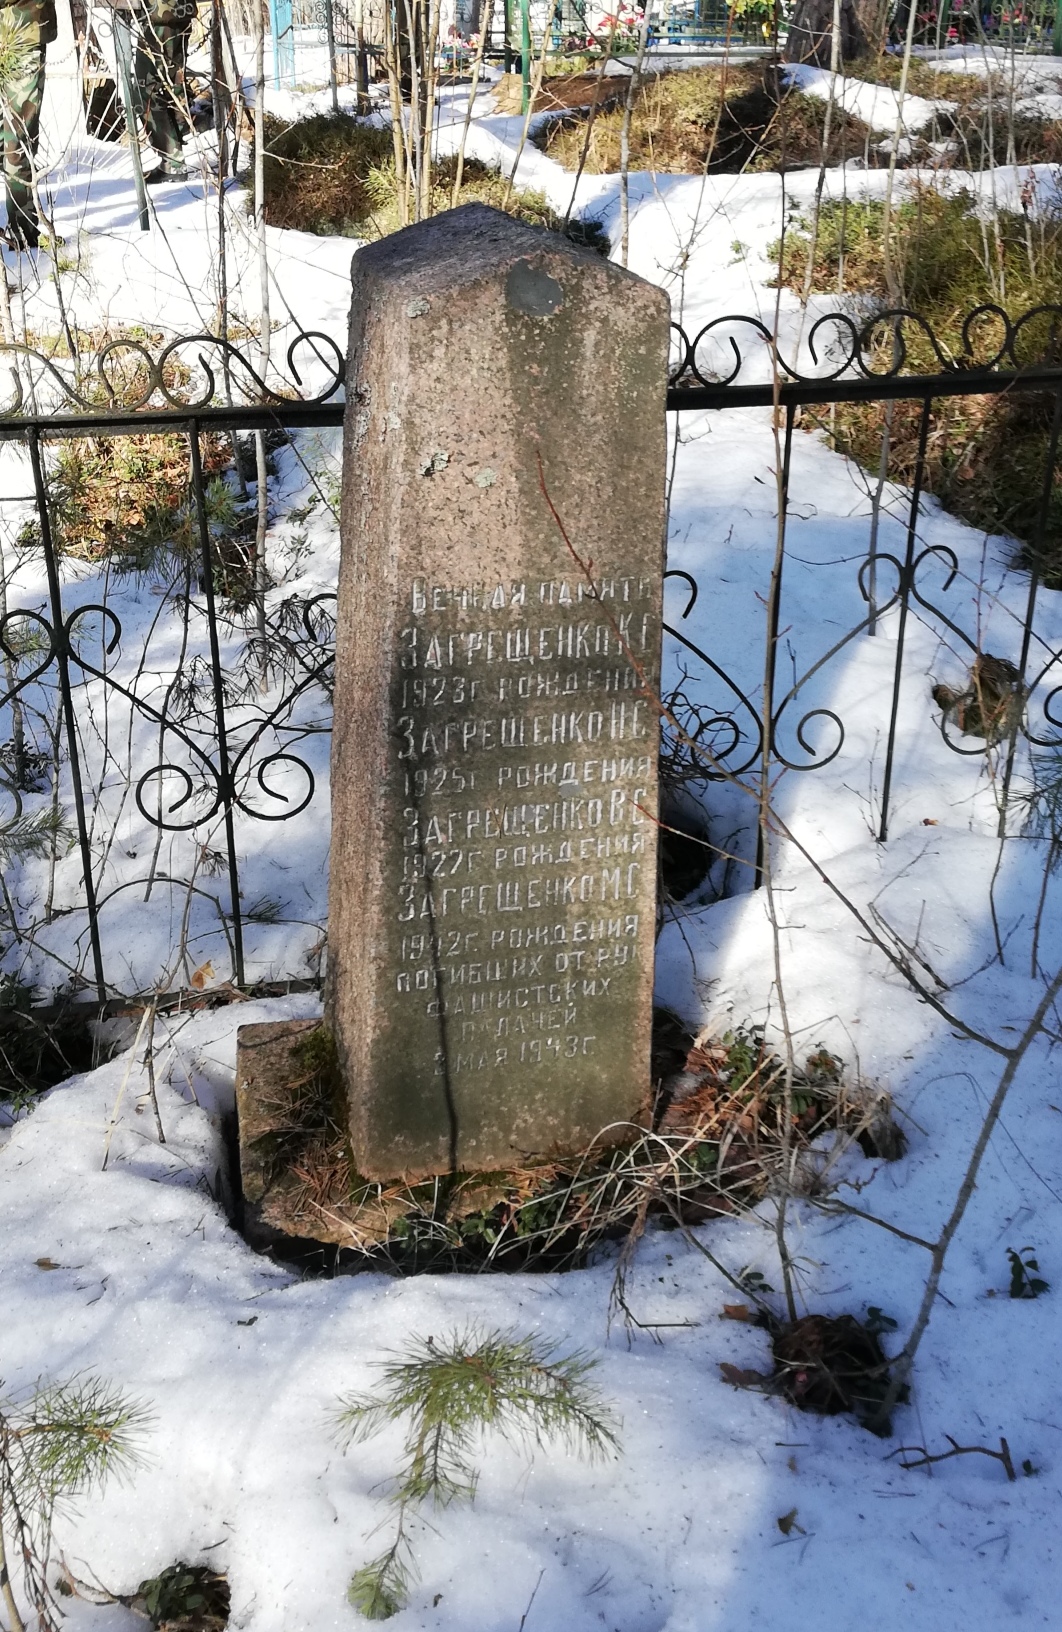 Вечная память
Загрещенко К Г
1923г. рождения
Загрещенко Н С
1925г. рождения
Загрещенко В С
1927г. рождения
Загрещенко М С
1942г. рождения
погибших от рук
фашистских
палачей
2 мая 1943г.